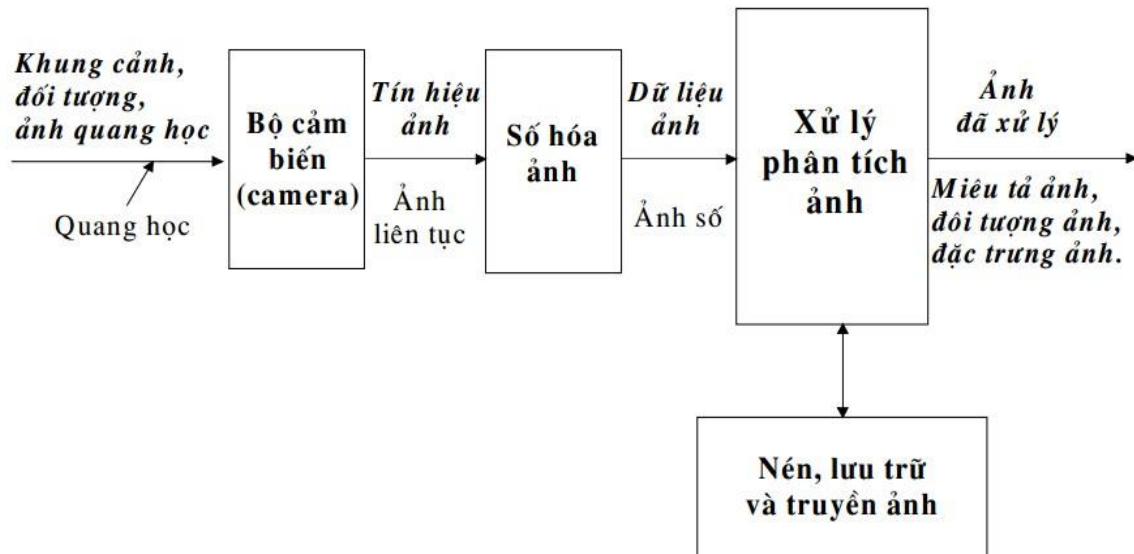 Khung cảnh,
đối tượng,
ảnh quang học
Quang học
Bộ cảm
biến
(camera)
Tín hiệu
ảnh
Ảnh
liên tục
Số hóa
ảnh
Dữ liệu
ảnh
Ảnh số
Xử lý
phân tích
ảnh
Ảnh
đã xử lý
Miêu tả ảnh,
đôi tượng ảnh,
đặc trưng ảnh.
Nén, lưu trữ
và truyền ảnh